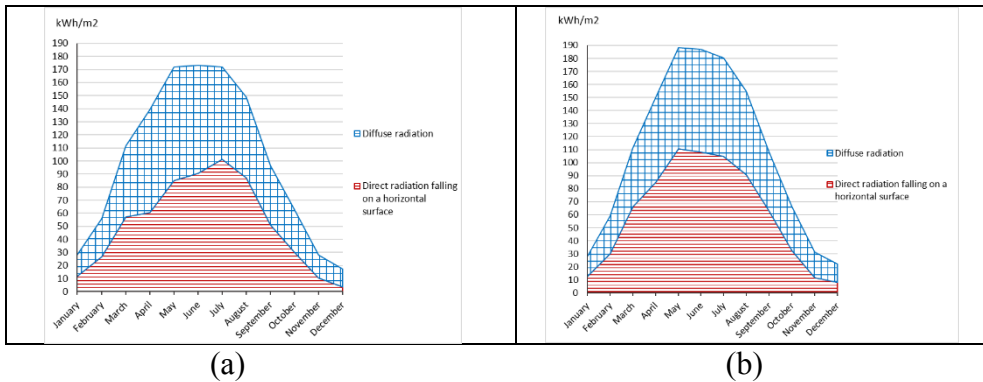 kWh/m2
190
180
170
160
150
140
130
120
110
100
90
80
70
60
50
40
30
20
10
0
January
February
March
April
May
June
July
August
September
October
November
December
Diffuse radiation
Direct radiation falling
on a horizontal
surface
(a)
kWh/m2
190
180
170
160
150
140
130
120
110
100
90
80
70
60
50
40
30
20
10
0
January
February
March
April
May
June
July
August
September
October
November
December
Diffuse radiation
Direct radiation falling on a
horizontal surface
(b)